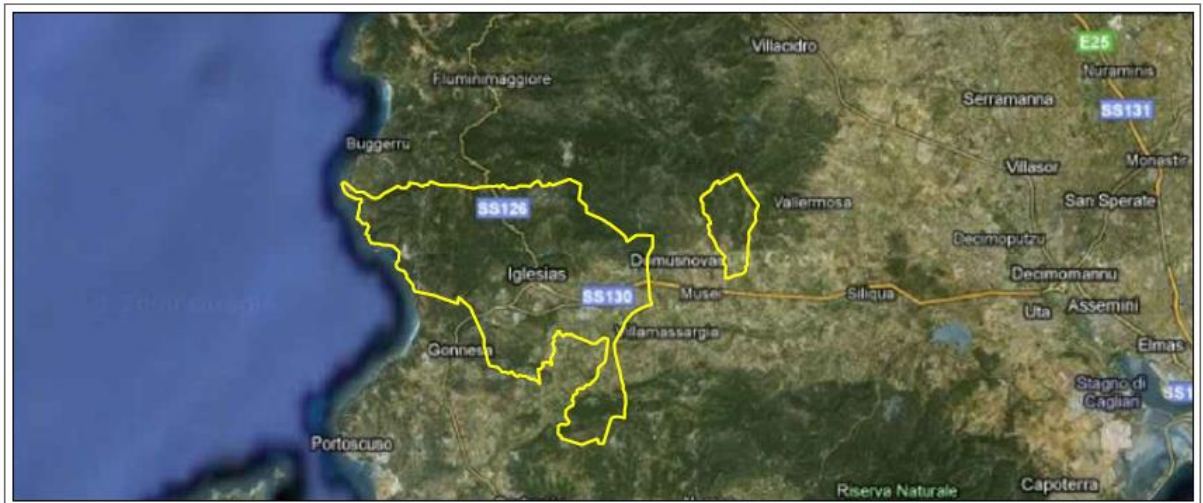 Villacidro
E25
Fluminimaggiore
Nuraminis
Serramanna
SS131
Buggerru
Villasor
Monastir
SS126
Vallermosa
San Sperate
Decimoputzu
Domusnovas
Iglesias
Decimomannu
SS130
Musei
Siliqua
Assemini
Uta
Villamassargia
Gonnesa
Elmas
Stagno di
Cagliari
SS1
Portoscuso
Riserva Naturale
Capoterra